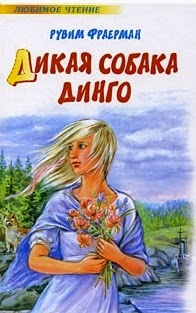 ЛЮБИМОЕ ЧТЕНИЕ
РУВИМ ФРАЕРМАН
ДИКАЯ СОБАКА
ДИНГО